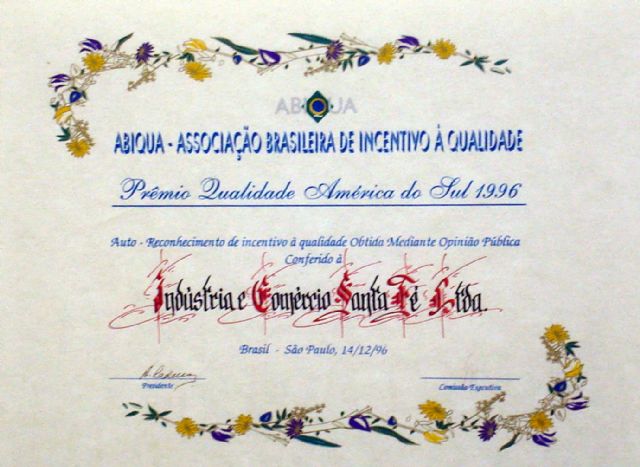 ABIQUA
ABIQUA - ASSOCIAÇÃO BRASILEIRA DE INCENTIVO À QUALIDADE
Prêmio Qualidade América do Sul 1996
Auto - Reconhecimento de incentivo à qualidade Obtida Mediante Opinião Pública
Conferido à
Indústria e Comércio Santa Fé Ltda.
Brasil - São Paulo, 14/12/96
Presidente
Comissão Executiva